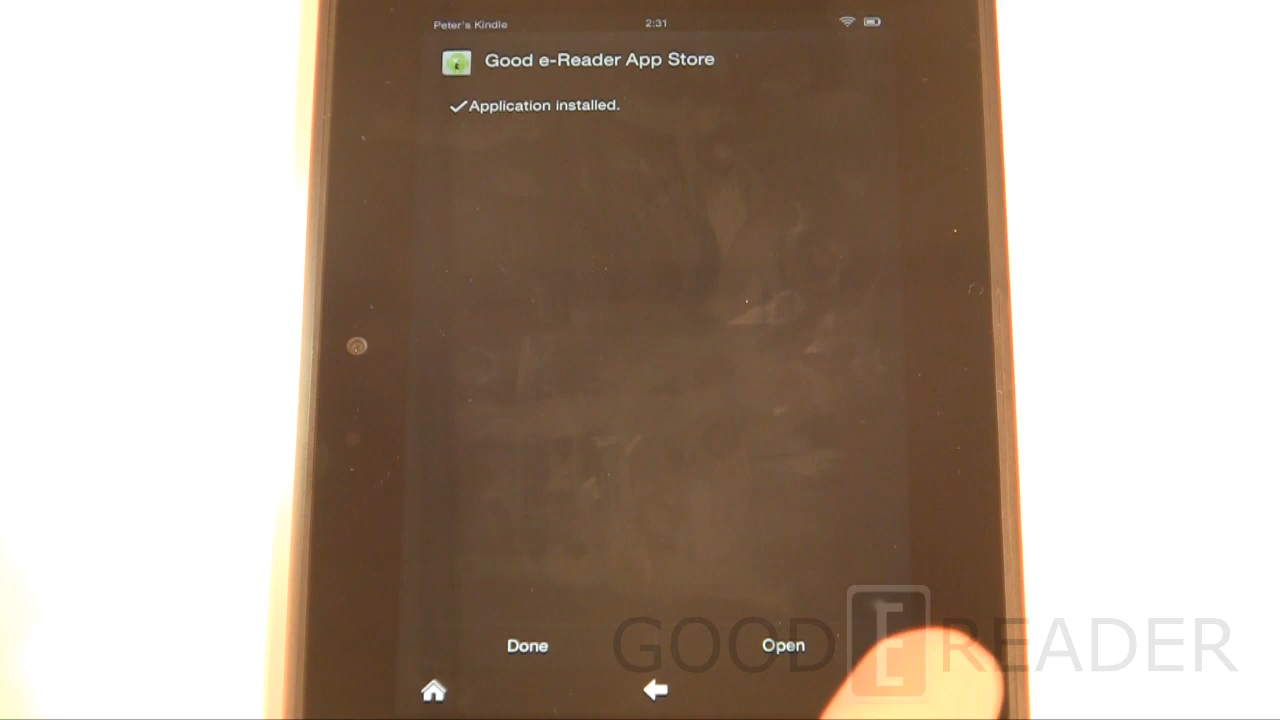 Peter's Kindle 2:31
Good e-Reader App Store
✓Application installed.
Done Open
GOOD E READER